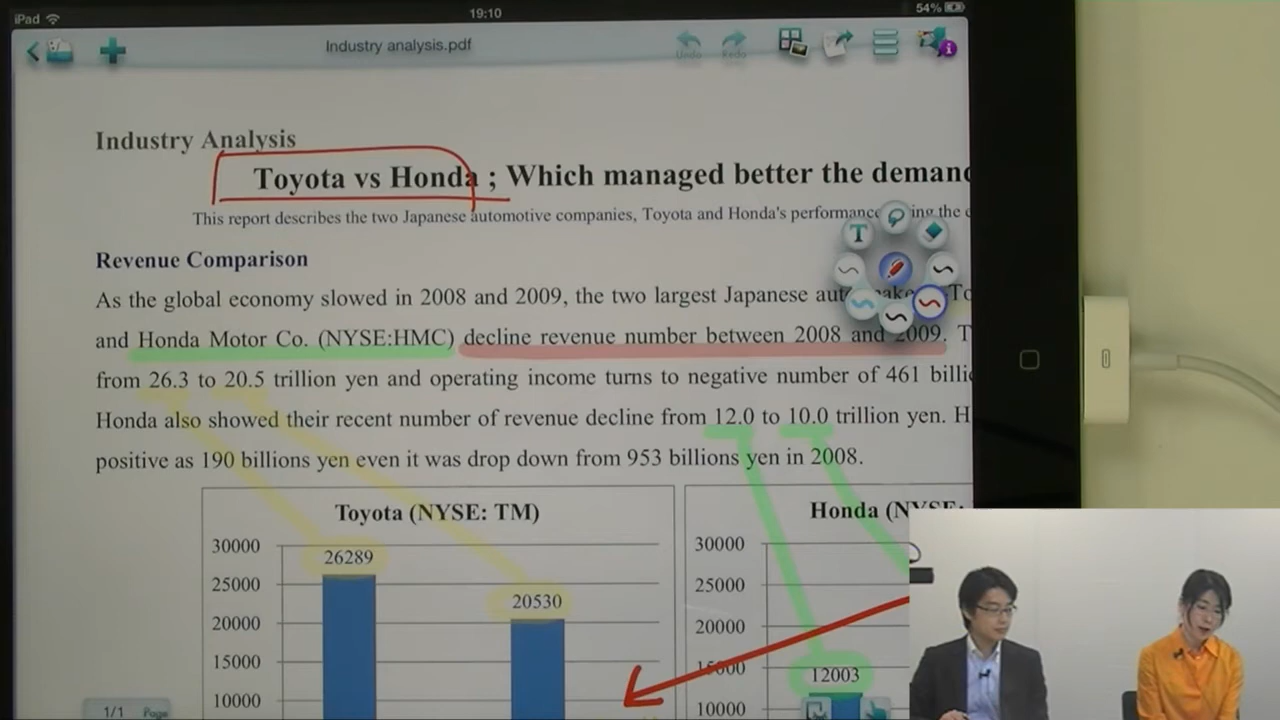 iPad 19:10 54%
Industry analysis.pdf Undo Redo
Industry Analysis
Toyota vs Honda ; Which managed better the demand
This report describes the two Japanese automotive companies, Toyota and Honda's performance
T
Revenue Comparison
As the global economy slowed in 2008 and 2009, the two largest Japanese
and Honda Motor Co. (NYSE:HMC) decline revenue number between 2008 and 2009. T
from 26.3 to 20.5 trillion yen and operating income turns to negative number of 461
Honda also showed their recent number of revenue decline from 12.0 to 10.0 trillion yen. H
positive as 190 billions yen even it was drop down from 953 billions yen in 2008.
Toyota (NYSE: TM)
30000
26289
25000
20530
20000
15000
10000
Honda (NYSE:
30000
25000
20000
15000
12003
10000
1/1 Page